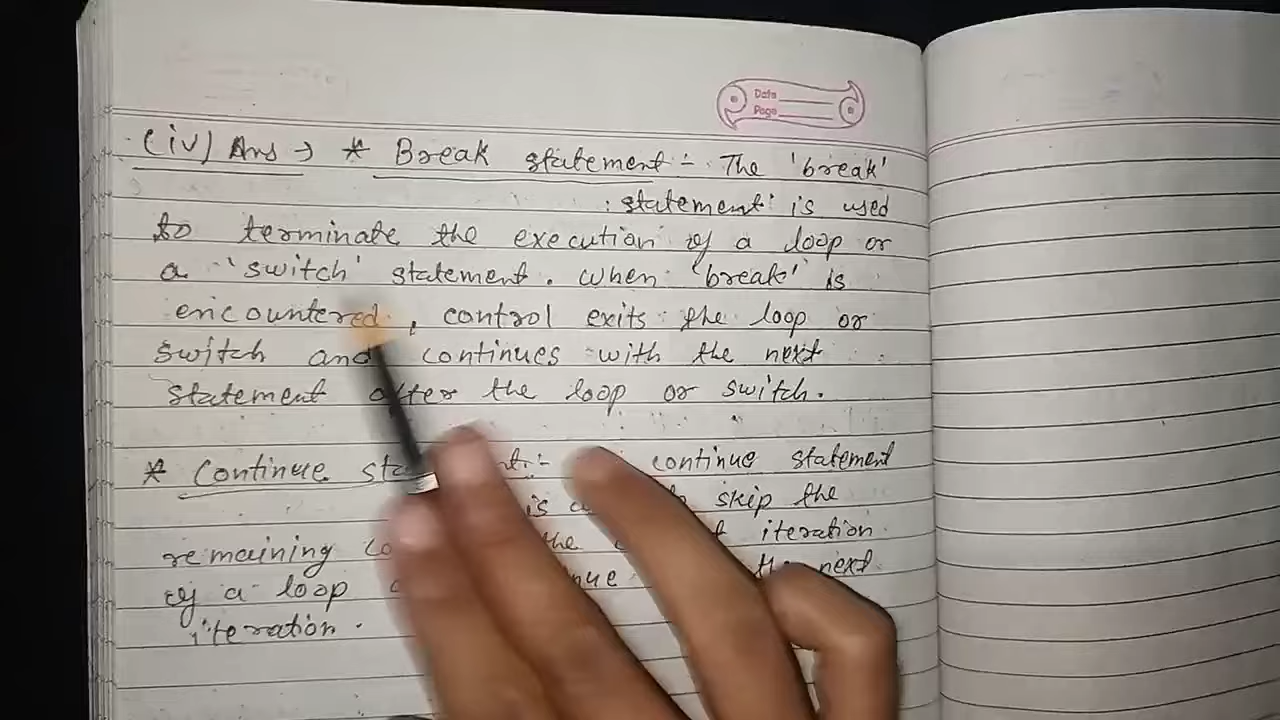 Data
Page
(iv) Ans → * Break statement :- The 'break'
statement is used
to terminate the execution of a loop or
a 'switch' statement. When 'break' is
encountered, control exits the loop or
switch and continues with the next
statement after the loop or switch.
* Continue :- continue statement
is skip the
remaining the iteration
of a loop next
iteration.